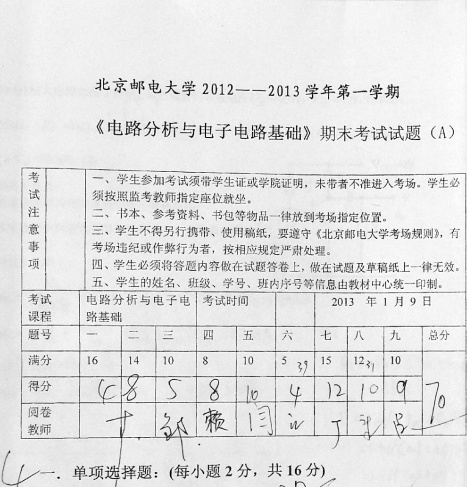 北京邮电大学 2012——2013 学年第一学期
《电路分析与电子电路基础》期末考试试题（A）
考试注意事项
一、学生参加考试须带学生证或学院证明，未带者不准进入考场。学生必
须按照监考教师指定座位就坐。
二、书本、参考资料、书包等物品一律放到考场指定位置。
三、学生不得另行携带、使用稿纸，要遵守《北京邮电大学考场规则》，有
考场违纪或作弊行为者，按相应规定严肃处理。
四、学生必须将答题内容做在试题答卷上，做在试题及草稿纸上一律无效。
五、学生的姓名、班级、学号、班内序号等信息由教材中心统一印制。
考试 电路分析与电子电 考试时间 2013 年 1 月 9 日
课程 路基础
题号 一 二 三 四 五 六 七 八 九 总分
满分 16 14 10 8 10 5 39 15 12 31 10
得分 4 8 5 8 10 4 12 10 9 70
阅卷 邹 赖 闫 丁
教师
4 一、单项选择题：(每小题 2 分，共 16 分)